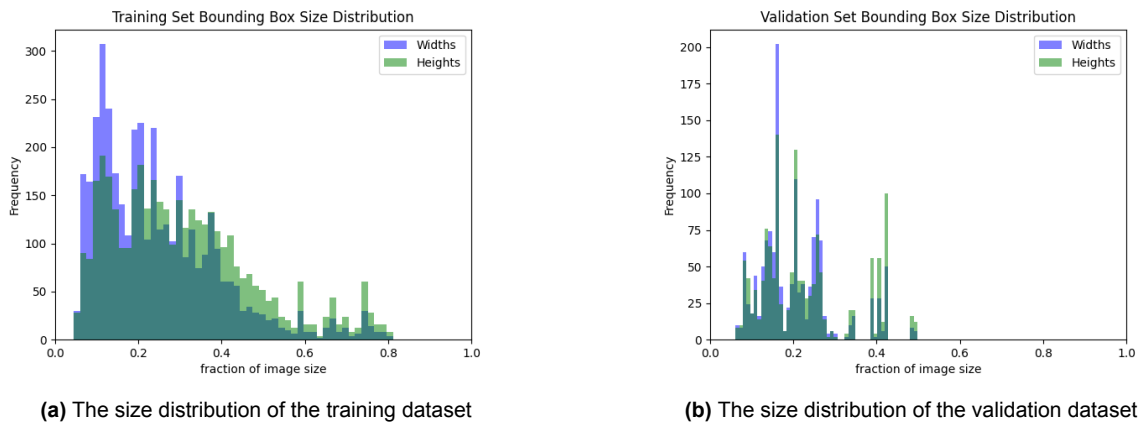 Training Set Bounding Box Size Distribution
Widths
Heights
Frequency
300
250
200
150
100
50
0
0.0 0.2 0.4 0.6 0.8 1.0
fraction of image size
(a) The size distribution of the training dataset
Validation Set Bounding Box Size Distribution
Widths
Heights
Frequency
200
175
150
125
100
75
50
25
0
0.0 0.2 0.4 0.6 0.8 1.0
fraction of image size
(b) The size distribution of the validation dataset